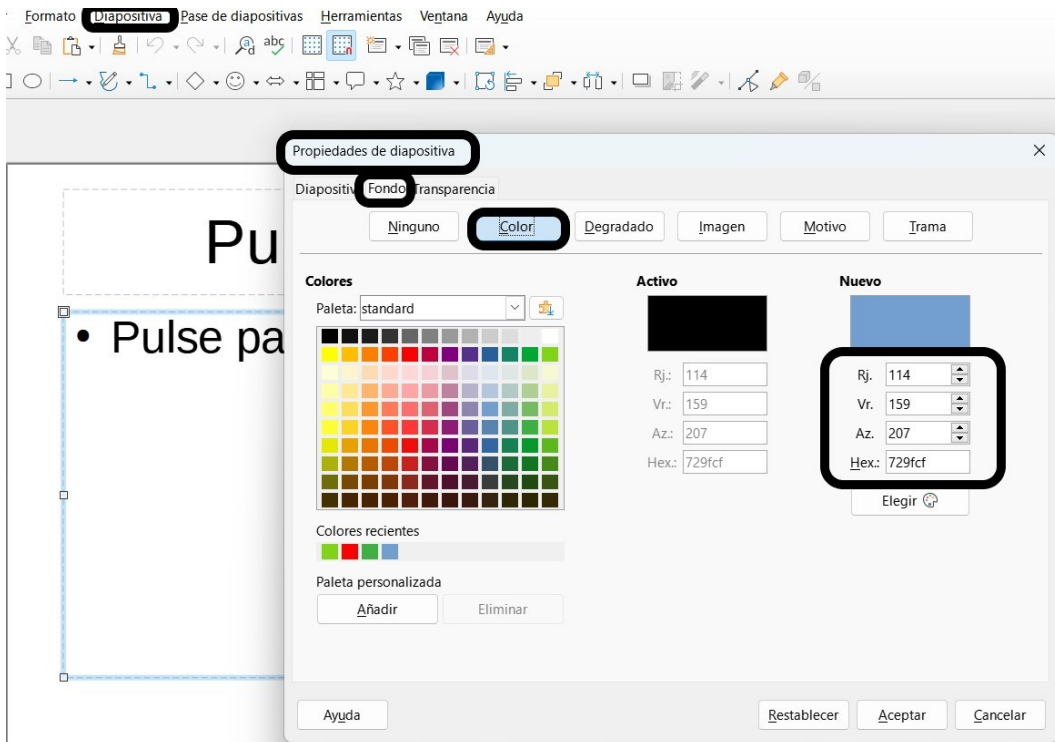 Formato Diapositiva Pase de diapositivas Herramientas Ventana Ayuda
Propiedades de diapositiva
Fondo Transparencia
Ninguno Color Degradado Imagen Motivo Trama
Colores Activo Nuevo
Paleta: standard
Pu
• Pulse pa
Rj.: 114 Rj. 114
Vr.: 159 Vr. 159
Az.: 207 Az. 207
Hex.: 729fcf Hex.: 729fcf
Elegir
Colores recientes
Paleta personalizada
Añadir Eliminar
Ayuda Restablecer Aceptar Cancelar